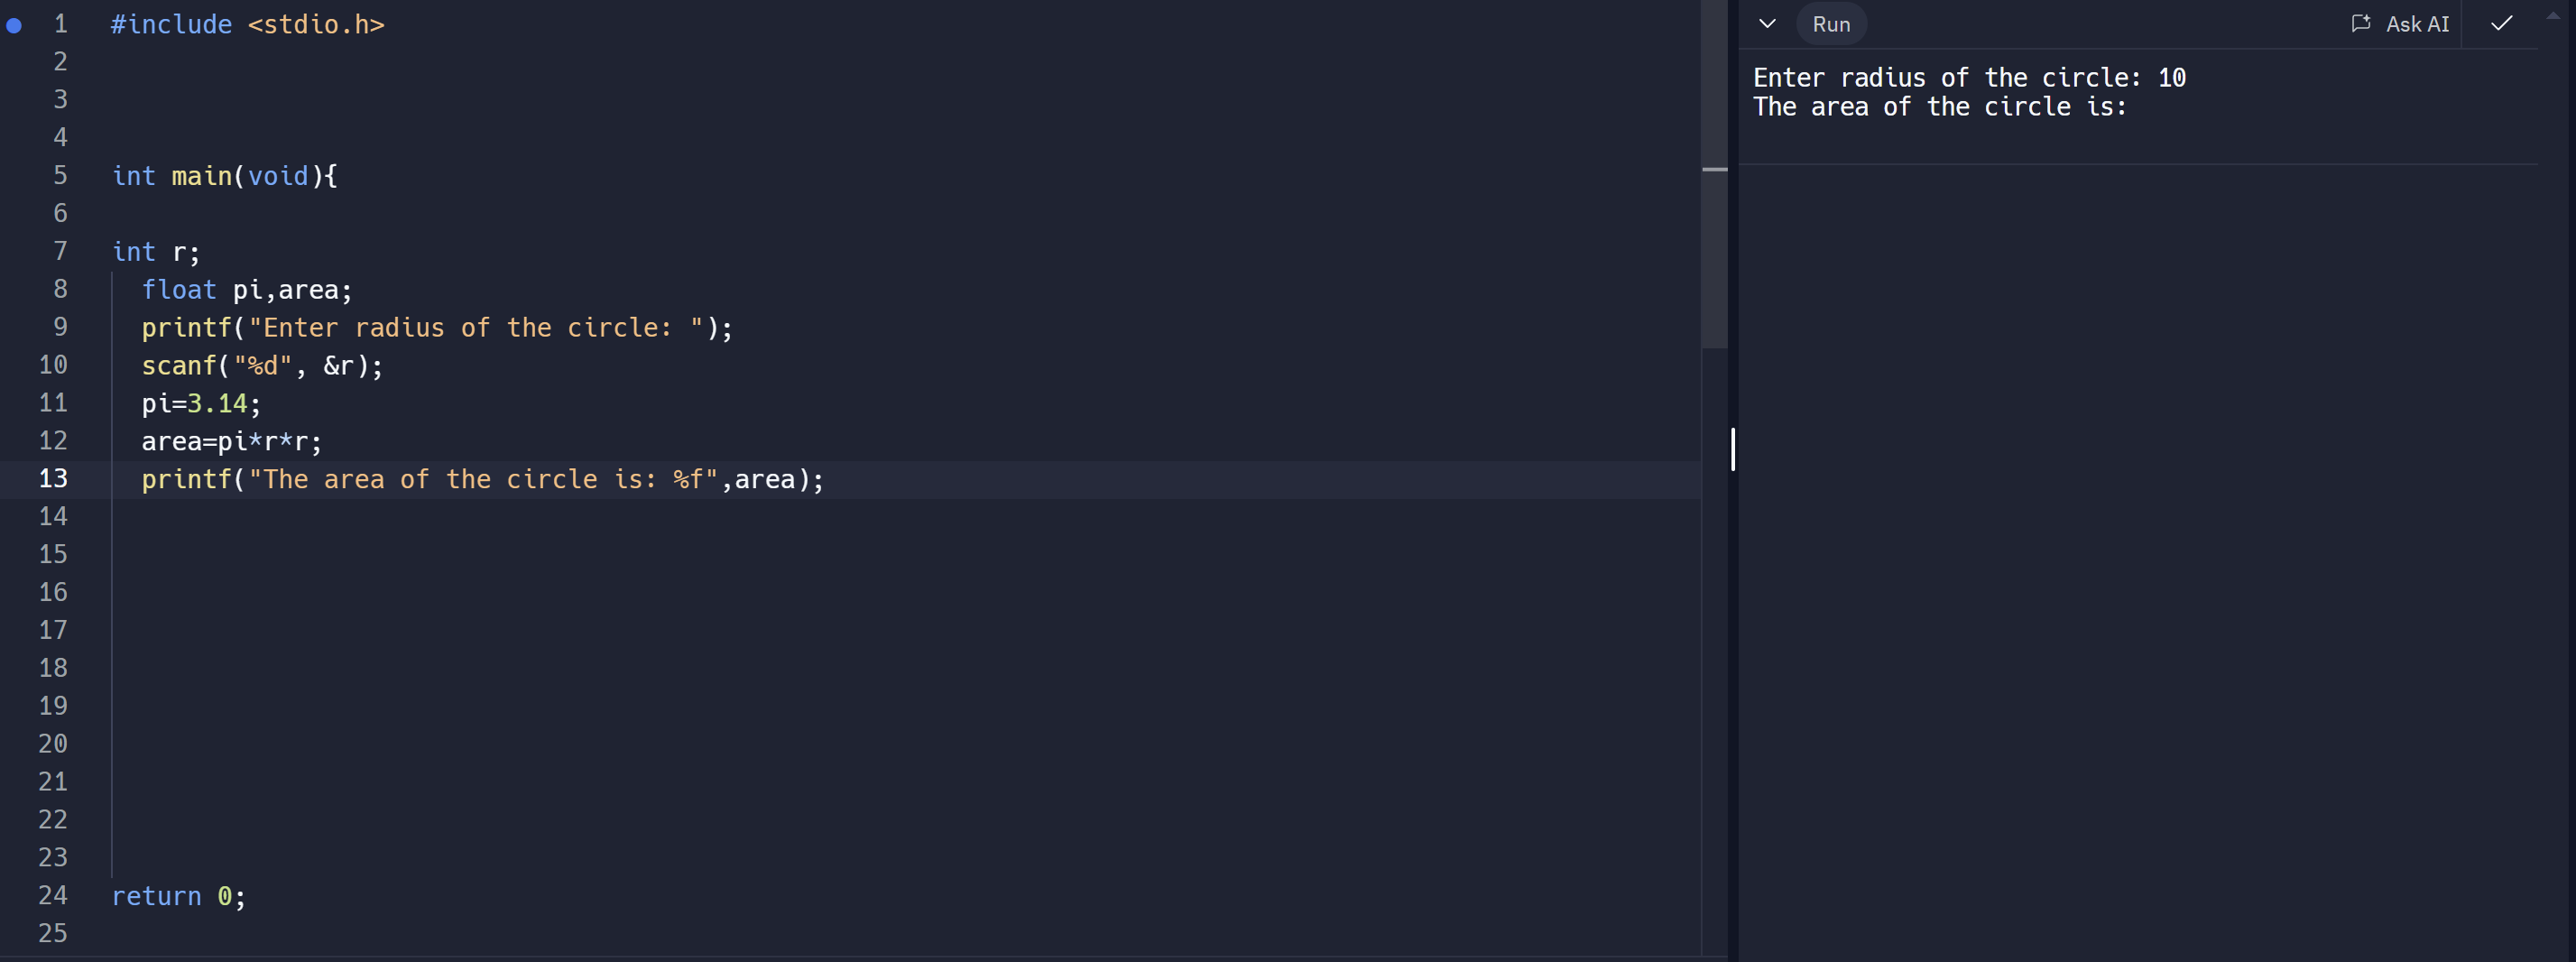 1 #include <stdio.h>
2
3
4
5 int main(void){
6
7 int r;
8 float pi,area;
9 printf("Enter radius of the circle: ");
10 scanf("%d", &r);
11 pi=3.14;
12 area=pi*r*r;
13 printf("The area of the circle is: %f",area);
14
15
16
17
18
19
20
21
22
23
24 return 0;
25
Run
Ask AI
Enter radius of the circle: 10
The area of the circle is: